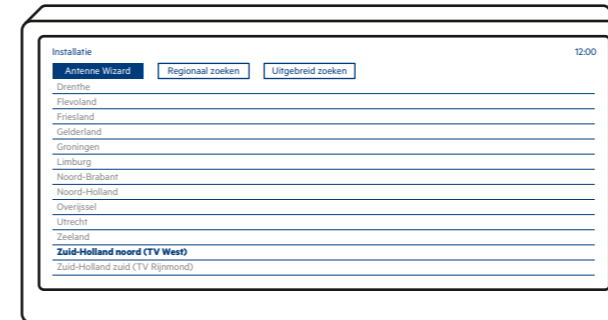 Installatie 12:00
Antenne Wizard Regionaal zoeken Uitgebreid zoeken
Drenthe
Flevoland
Friesland
Gelderland
Groningen
Limburg
Noord-Brabant
Noord-Holland
Overijssel
Utrecht
Zeeland
Zuid-Holland noord (TV West)
Zuid-Holland zuid (TV Rijnmond)